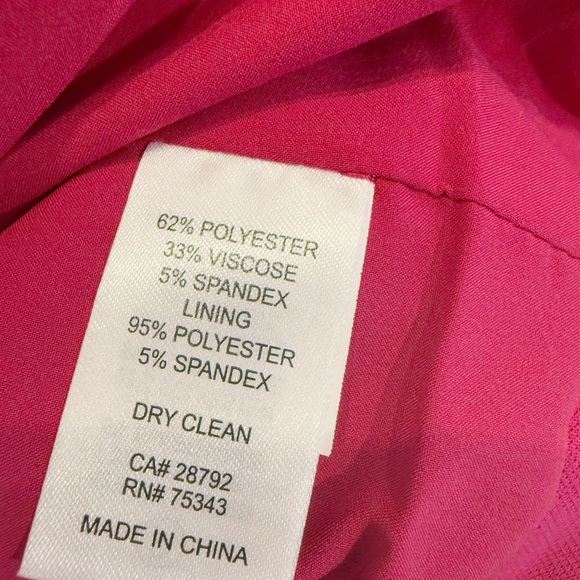 62% POLYESTER
33% VISCOSE
5% SPANDEX
LINING
95% POLYESTER
5% SPANDEX
DRY CLEAN
CA# 28792
RN# 75343
MADE IN CHINA